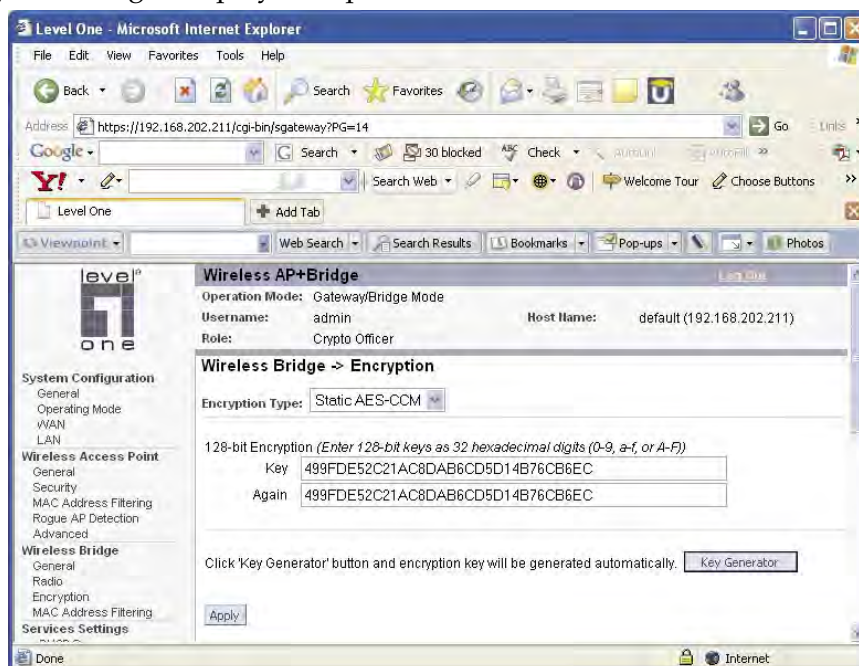 Level One - Microsoft Internet Explorer
File Edit View Favorites Tools Help
Back Search Favorites
Address https://192.168.202.211/cgi-bin/sgateway?PG=14 Go Links
Google Search 30 blocked ABC Check AutoLink AutoFill
Y! Search Web Welcome Tour Choose Buttons
Level One Add Tab
Viewpoint Web Search Search Results Bookmarks Pop-ups Photos
level
one
Wireless AP+Bridge Log Out
Operation Mode: Gateway/Bridge Mode
Username: admin Host Name: default (192.168.202.211)
Role: Crypto Officer
System Configuration
General
Operating Mode
WAN
LAN
Wireless Access Point
General
Security
MAC Address Filtering
Rogue AP Detection
Advanced
Wireless Bridge
General
Radio
Encryption
MAC Address Filtering
Services Settings
Wireless Bridge -> Encryption
Encryption Type: Static AES-CCM
128-bit Encryption (Enter 128-bit keys as 32 hexadecimal digits (0-9, a-f, or A-F))
Key 499FDE52C21AC8DAB6CD5D14B76CB6EC
Again 499FDE52C21AC8DAB6CD5D14B76CB6EC
Click 'Key Generator' button and encryption key will be generated automatically. Key Generator
Apply
Done Internet